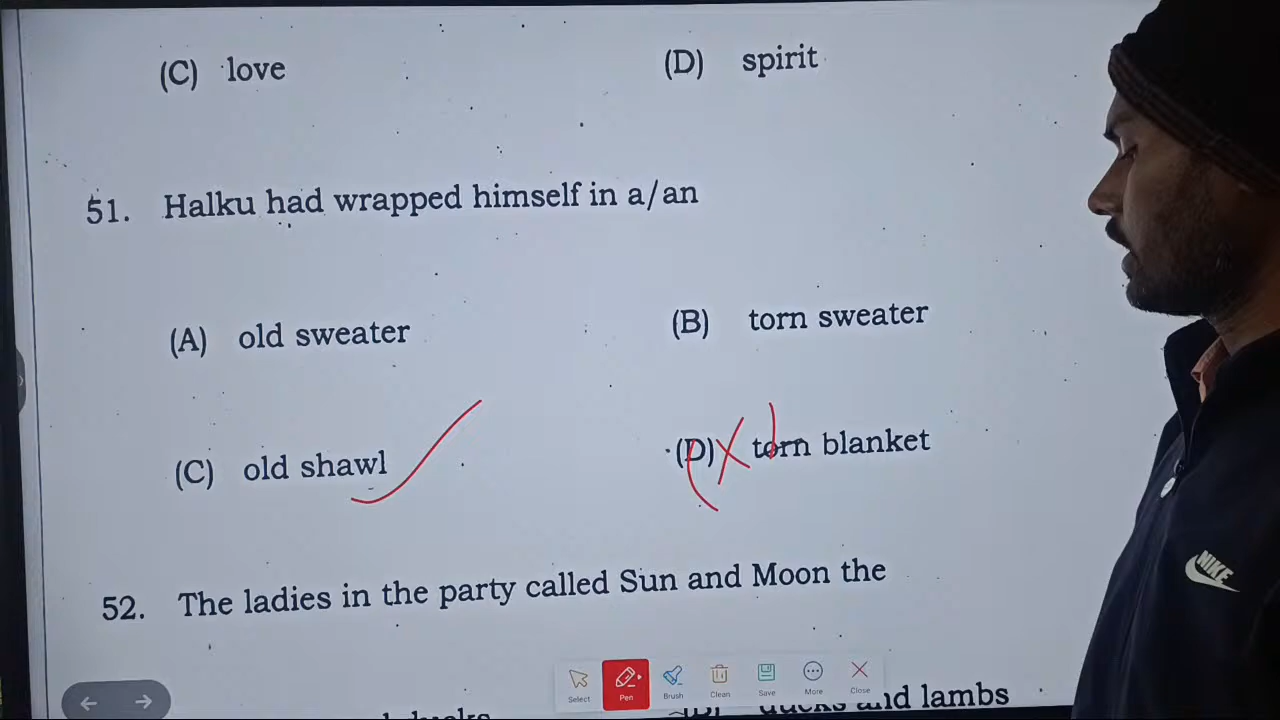 (C) love (D) spirit
51. Halku had wrapped himself in a/an
(A) old sweater (B) torn sweater
(C) old shawl (D) torn blanket
52. The ladies in the party called Sun and Moon the
and lambs
Select Pen Brush Clean Save More Close
NIKE